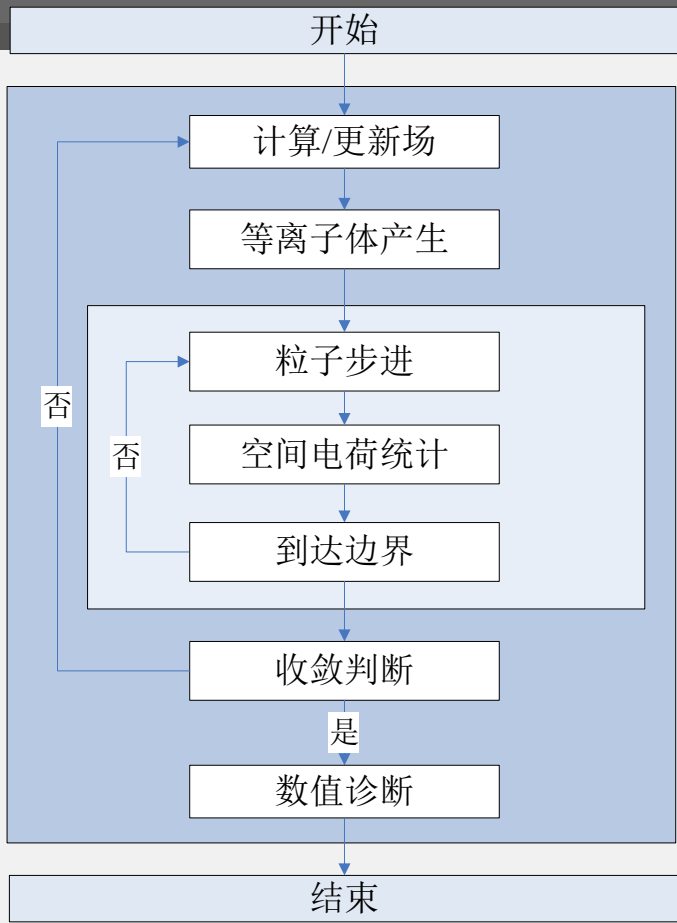 开始
计算/更新场
等离子体产生
粒子步进
否
空间电荷统计
否
到达边界
收敛判断
是
数值诊断
结束